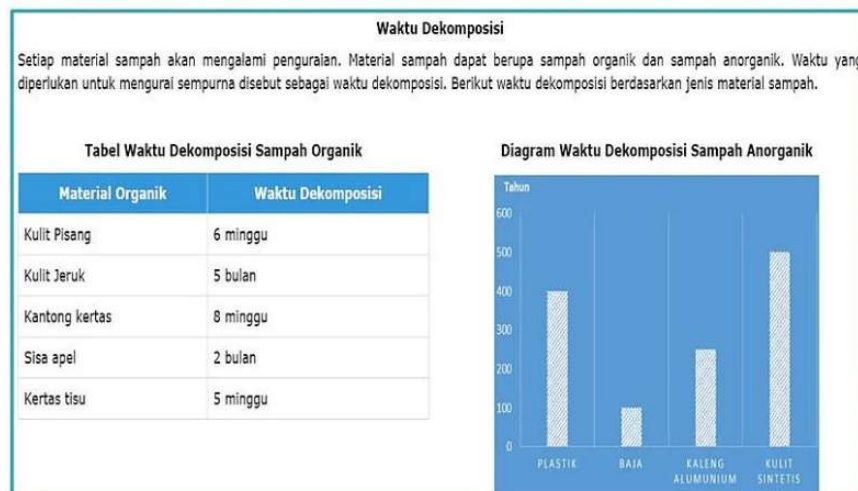 Waktu Dekomposisi
Setiap material sampah akan mengalami penguraian. Material sampah dapat berupa sampah organik dan sampah anorganik. Waktu yang
diperlukan untuk mengurai sempurna disebut sebagai waktu dekomposisi. Berikut waktu dekomposisi berdasarkan jenis material sampah.
Tabel Waktu Dekomposisi Sampah Organik
Material Organik Waktu Dekomposisi
Kulit Pisang 6 minggu
Kulit Jeruk 5 bulan
Kantong kertas 8 minggu
Sisa apel 2 bulan
Kertas tisu 5 minggu
Diagram Waktu Dekomposisi Sampah Anorganik
Tahun
600
500
400
300
200
100
0
PLASTIK BAJA KALENG ALUMUNIUM KULIT SINTETIS